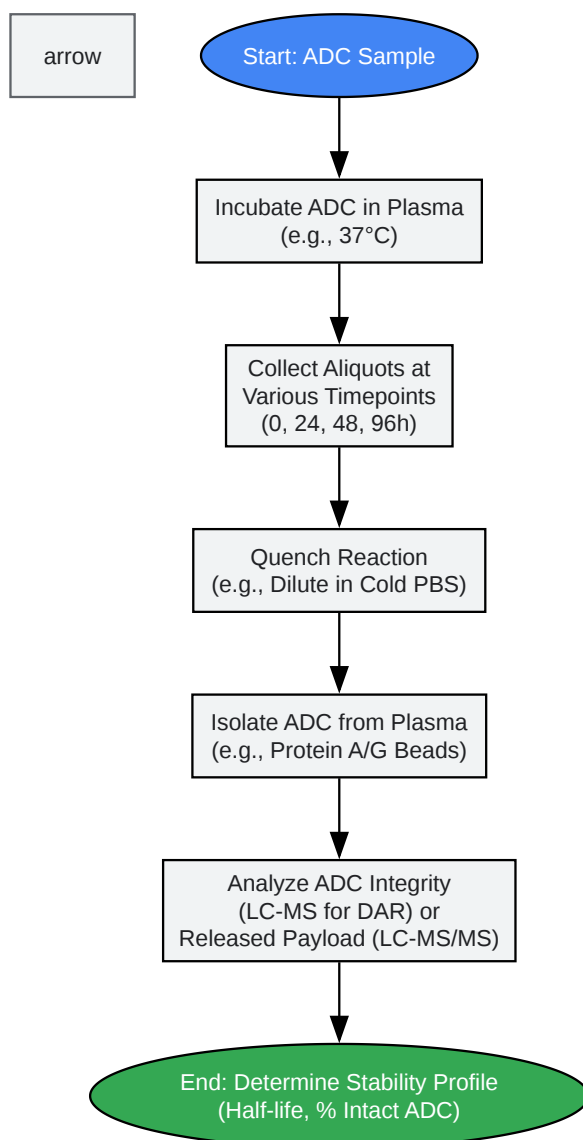 arrow
Start: ADC Sample
Incubate ADC in Plasma
(e.g., 37°C)
Collect Aliquots at
Various Timepoints
(0, 24, 48, 96h)
Quench Reaction
(e.g., Dilute in Cold PBS)
Isolate ADC from Plasma
(e.g., Protein A/G Beads)
Analyze ADC Integrity
(LC-MS for DAR) or
Released Payload (LC-MS/MS)
End: Determine Stability Profile
(Half-life, % Intact ADC)